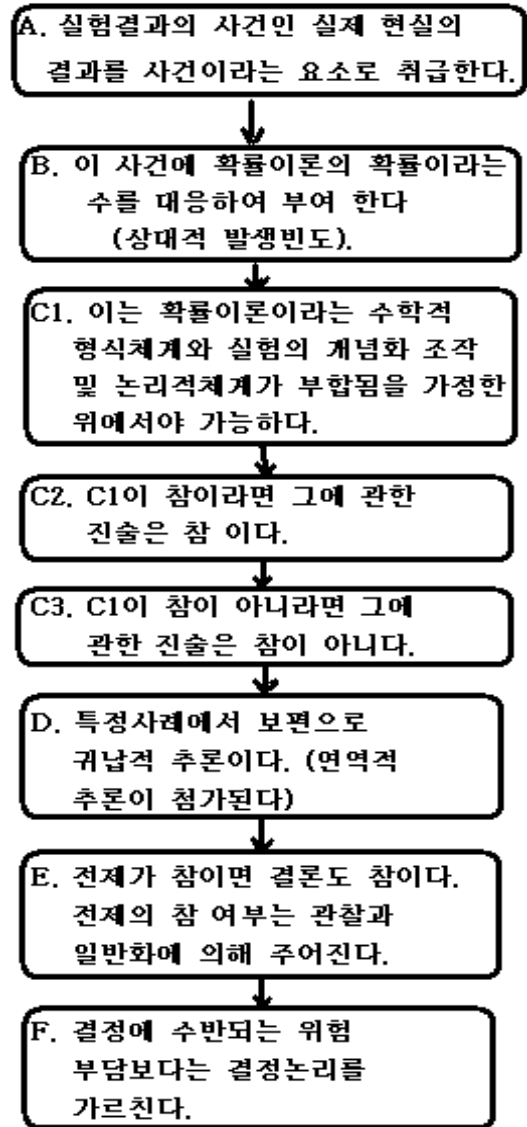 A. 실험결과의 사건인 실제 현실의
결과를 사건이라는 요소로 취급한다.
B. 이 사건에 확률이론의 확률이라는
수를 대응하여 부여 한다
(상대적 발생빈도).
C1. 이는 확률이론이라는 수학적
형식체계와 실험의 개념화 조작
및 논리적체계가 부합됨을 가정한
위에서야 가능하다.
C2. C1이 참이라면 그에 관한
진술은 참 이다.
C3. C1이 참이 아니라면 그에
관한 진술은 참이 아니다.
D. 특정사례에서 보편으로
귀납적 추론이다. (연역적
추론이 첨가된다)
E. 전제가 참이면 결론도 참이다.
전제의 참 여부는 관찰과
일반화에 의해 주어진다.
F. 결정에 수반되는 위험
부담보다는 결정논리를
가르친다.